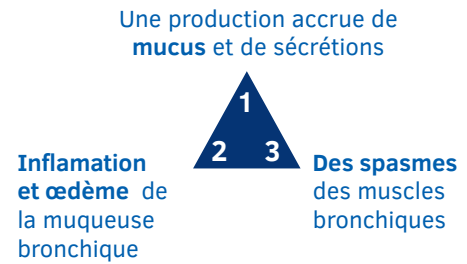 Une production accrue de
mucus et de sécrétions
1
2 3
Inflamation
et œdème de
la muqueuse
bronchique
Des spasmes
des muscles
bronchiques